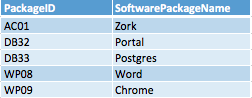 PackageID SoftwarePackageName
AC01 Zork
DB32 Portal
DB33 Postgres
WP08 Word
WP09 Chrome